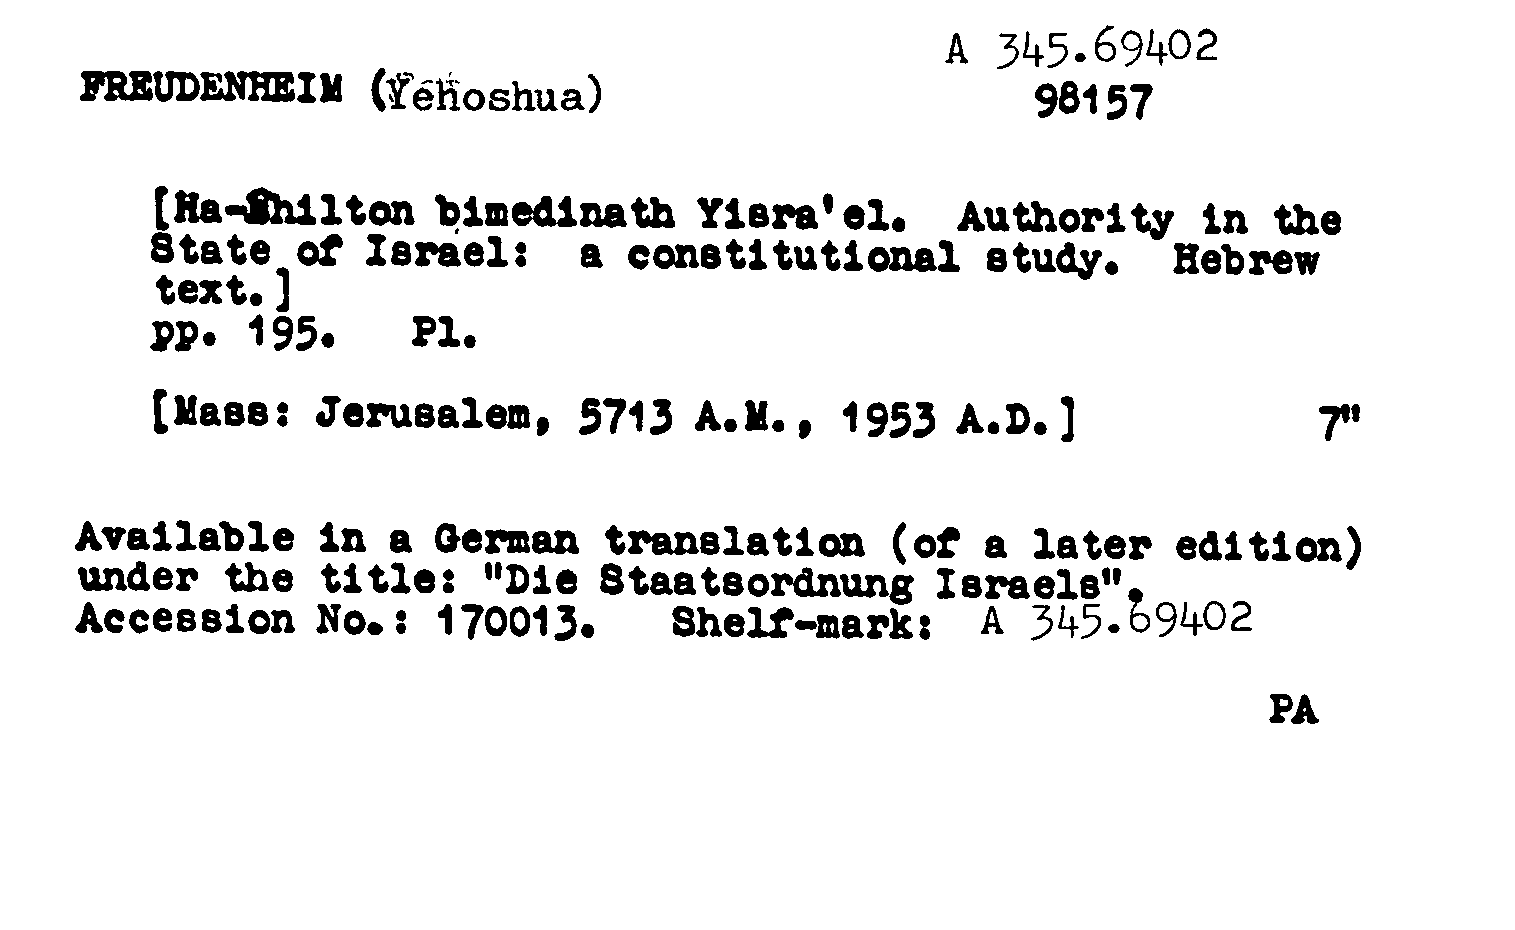 A 345.69402
FREUDENHEIM (Yehoshua)
98157
[Ha-Shilton bimedinath Yisra'el. Authority in the
State of Israel: a constitutional study. Hebrew
text.]
pp. 195. Pl.
[Mass: Jerusalem, 5713 A.M., 1953 A.D.] 7"
Available in a German translation (of a later edition)
under the title: "Die Staatsordnung Israels".
Accession No.: 170013. Shelf-mark: A 345.69402
PA